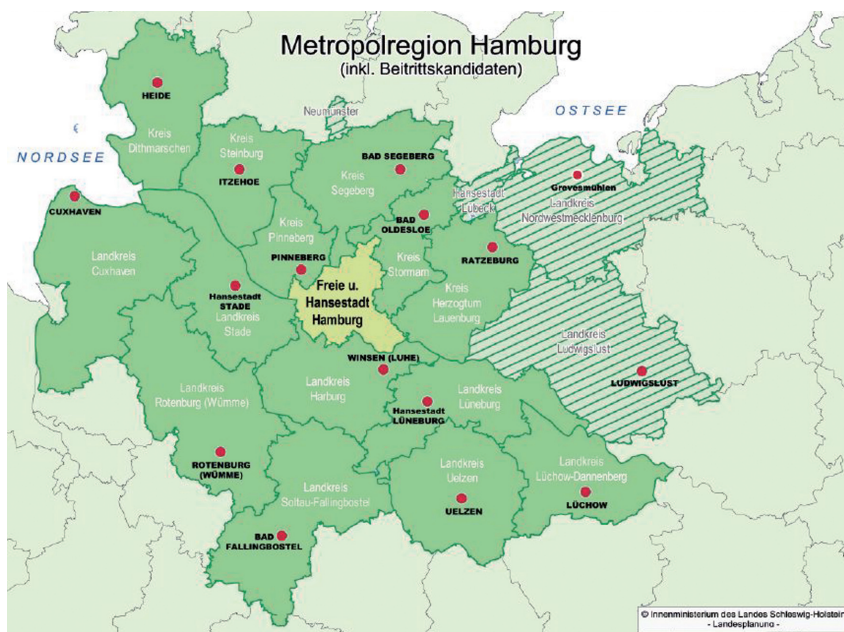 Metropolregion Hamburg
(inkl. Beitrittskandidaten)
HEIDE
Kreis
Dithmarschen
Neumünster
OSTSEE
NORDSEE
Kreis
Steinburg
ITZEHOE
BAD SEGEBERG
Kreis
Segeberg
Hansestadt
Lübeck
Grevesmühlen
Landkreis
Nordwestmecklenburg
CUXHAVEN
Landkreis
Cuxhaven
Kreis
Pinneberg
PINNEBERG
BAD
OLDESLOE
Kreis
Stormarn
RATZEBURG
Kreis
Herzogtum
Lauenburg
Hansestadt
STADE
Landkreis
Stade
Freie u.
Hansestadt
Hamburg
Landkreis
Ludwigslust
LUDWIGSLUST
WINSEN (LUHE)
Landkreis
Harburg
Landkreis
Rotenburg (Wümme)
Landkreis
Lüneburg
Hansestadt
LÜNEBURG
ROTENBURG
(WÜMME)
Landkreis
Soltau-Fallingbostel
Landkreis
Uelzen
UELZEN
Landkreis
Lüchow-Dannenberg
LÜCHOW
BAD
FALLINGBOSTEL
© Innenministerium des Landes Schleswig-Holstein
- Landesplanung -